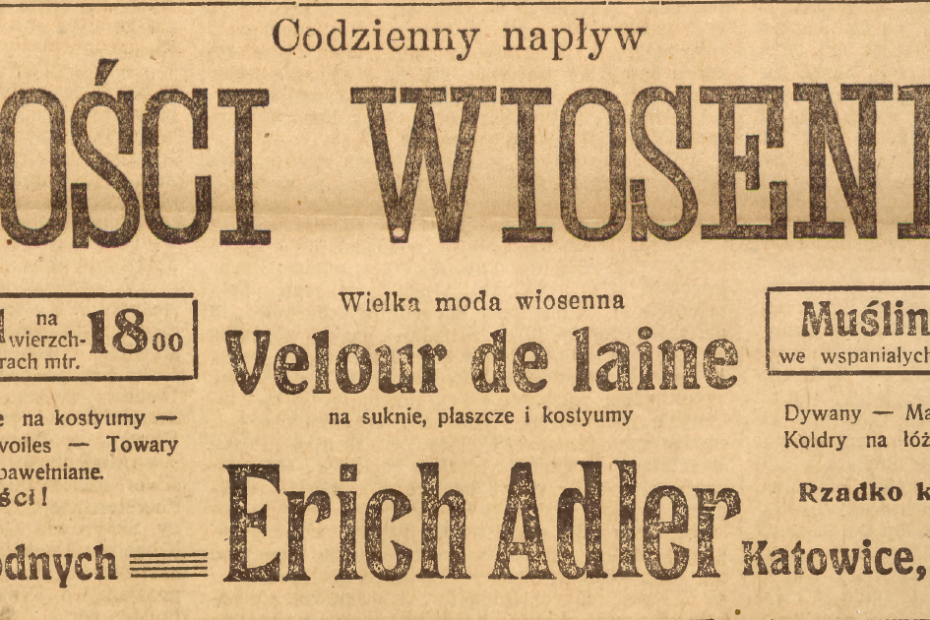 Codzienny napływ
OŚCI WIOSENN
na
wierzch-
rach mtr.
18 00
Wielka moda wiosenna
Velour de laine
na suknie, płaszcze i kostyumy
Muślin
we wspaniałych
e na kostyumy —
voiles — Towary
bawełniane.
ści!
Dywany — Ma
Koldry na łóż
Rzadko k
odnych
Erich Adler
Katowice,